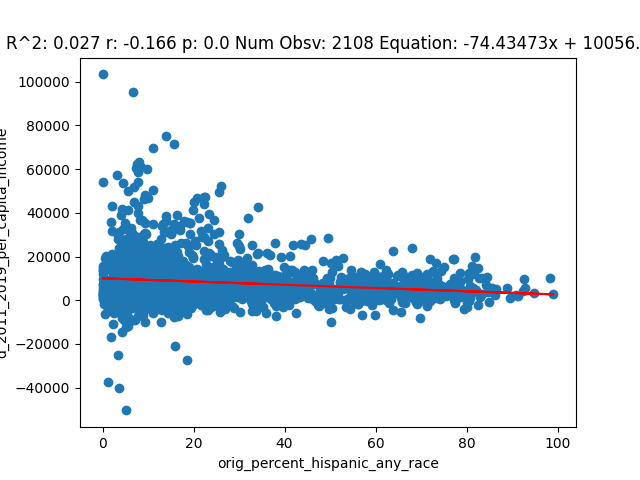 R^2: 0.027 r: -0.166 p: 0.0 Num Obsv: 2108 Equation: -74.43473x + 10056.
100000
80000
60000
40000
20000
0
−20000
−40000
d_2011_2019_per_capita_income
0 20 40 60 80 100
orig_percent_hispanic_any_race